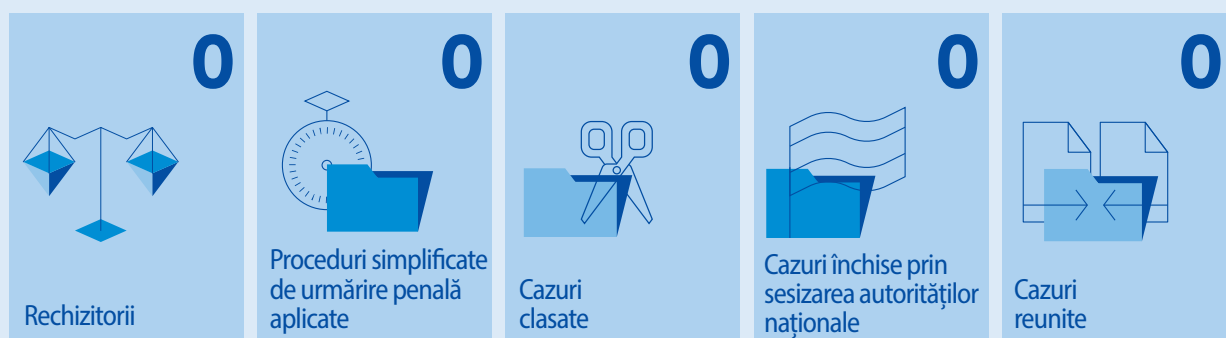 0
Rechizitorii
0
Proceduri simplificate
de urmărire penală
aplicate
0
Cazuri
clasate
0
Cazuri închise prin
sesizarea autorităților
naționale
0
Cazuri
reunite